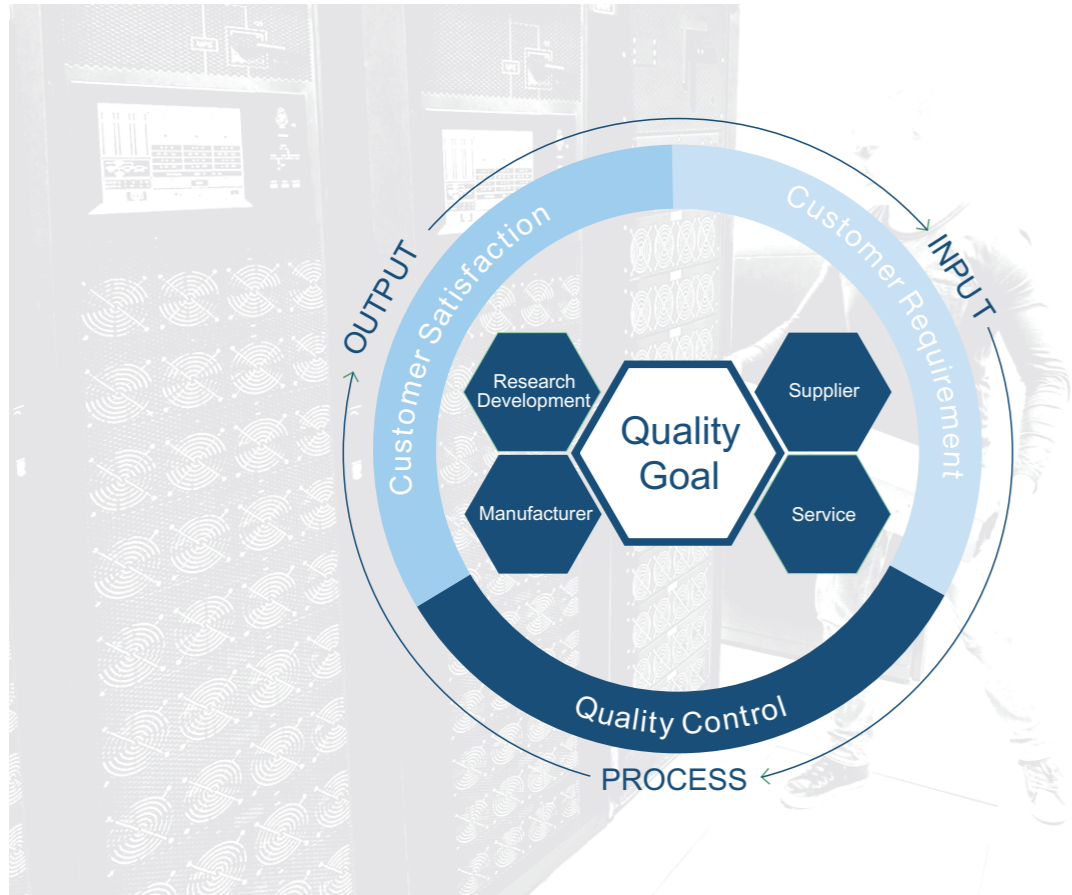 OUTPUT
INPUT
PROCESS
Customer Satisfaction
Customer Requirement
Quality Control
Research
Development
Supplier
Quality
Goal
Manufacturer
Service